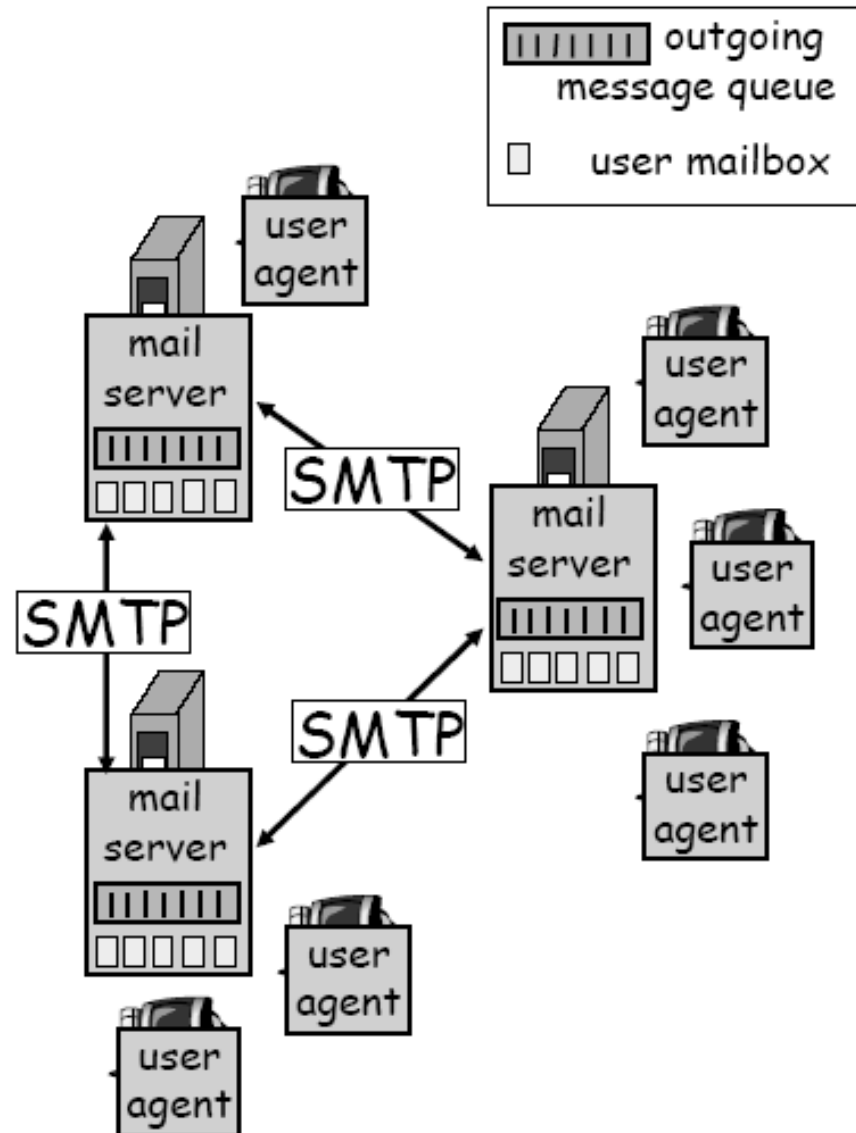 outgoing
message queue
user mailbox
user
agent
mail
server
user
agent
SMTP
mail
server
user
agent
SMTP
SMTP
mail
server
user
agent
user
agent
user
agent